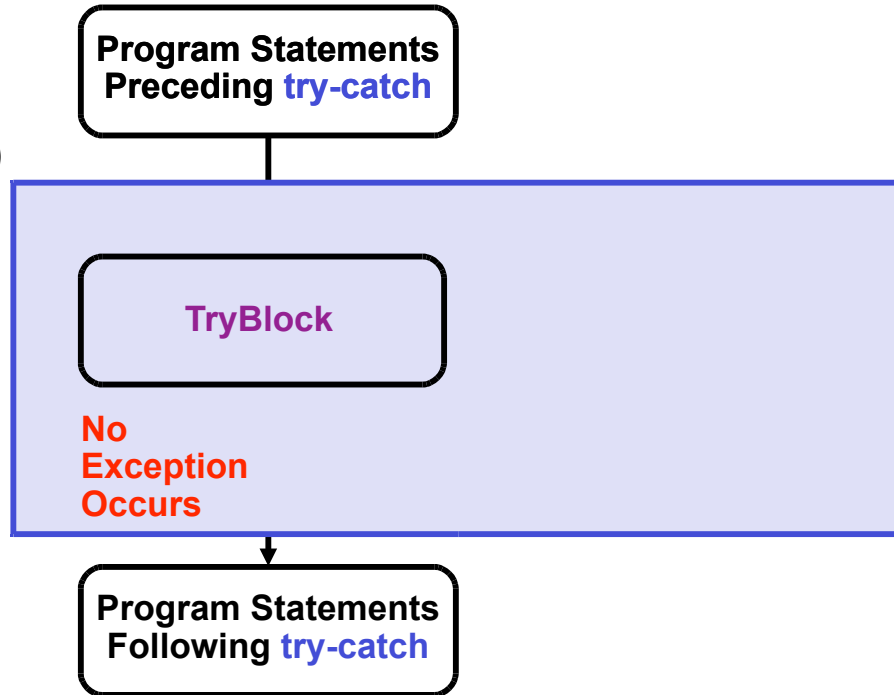 Program Statements
Preceding try-catch
TryBlock
No
Exception
Occurs
Program Statements
Following try-catch